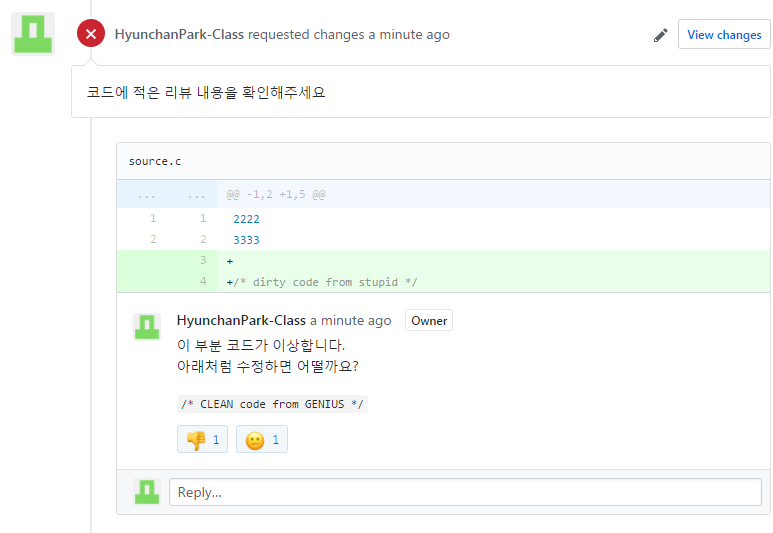 HyunchanPark-Class requested changes a minute ago
View changes
코드에 적은 리뷰 내용을 확인해주세요
source.c
... ... @@ -1,2 +1,5 @@
1 1 2222
2 2 3333
3 +
4 +/* dirty code from stupid */
HyunchanPark-Class a minute ago Owner
이 부분 코드가 이상합니다.
아래처럼 수정하면 어떨까요?
/* CLEAN code from GENIUS */
1 1
Reply...